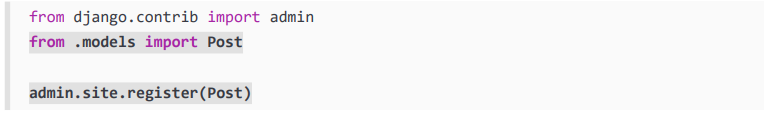 from django.contrib import admin
from .models import Post
admin.site.register(Post)